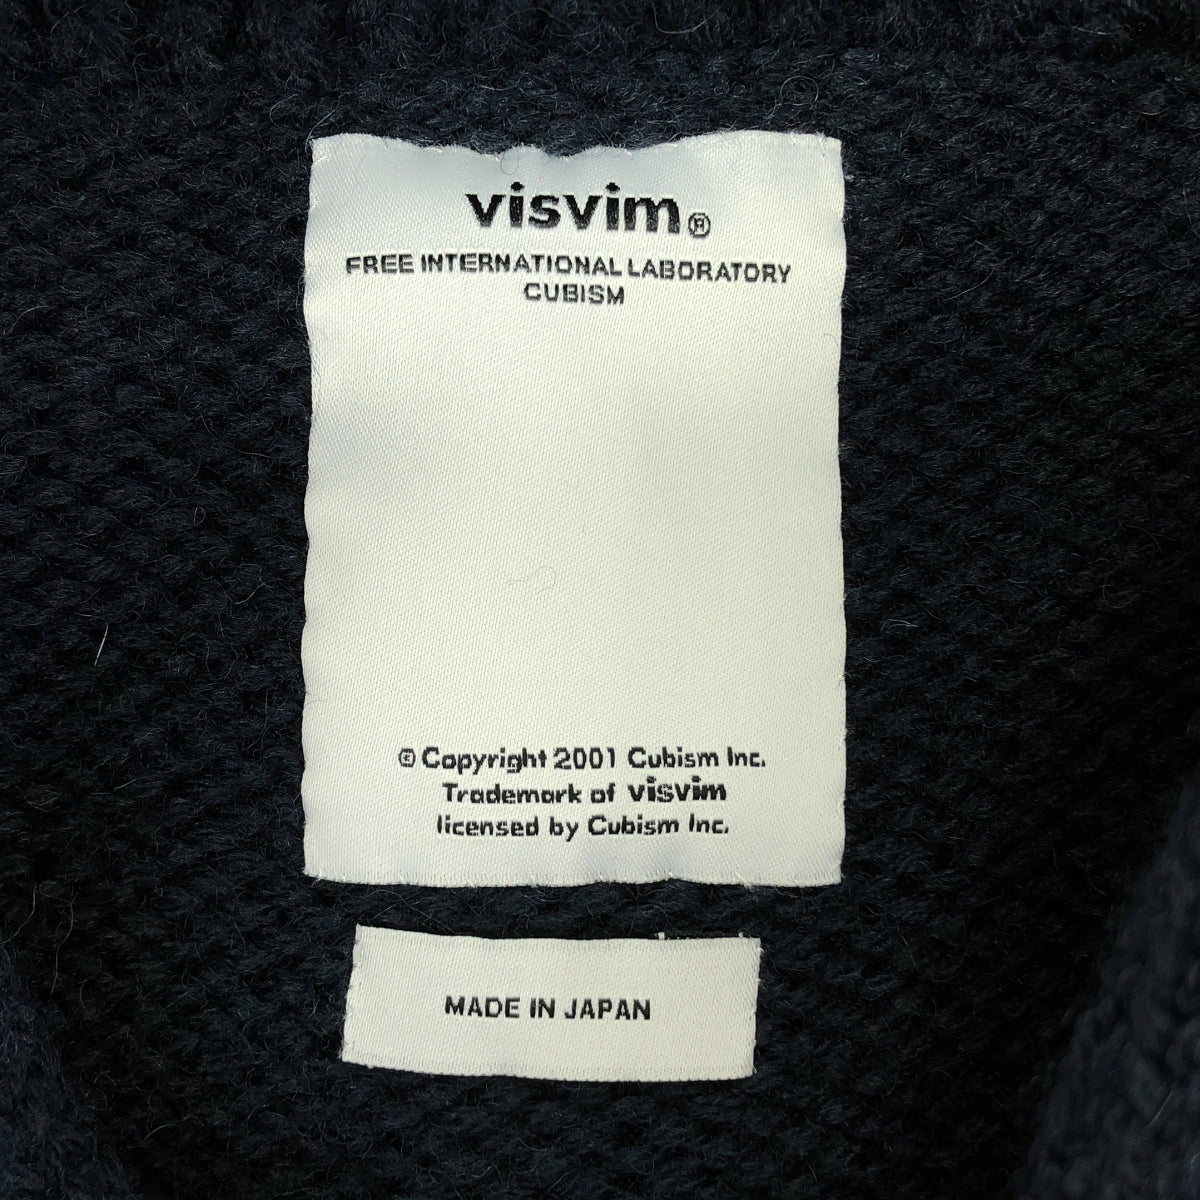 visvim®
FREE INTERNATIONAL LABORATORY
CUBISM
© Copyright 2001 Cubism Inc.
Trademark of visvim
licensed by Cubism Inc.
MADE IN JAPAN